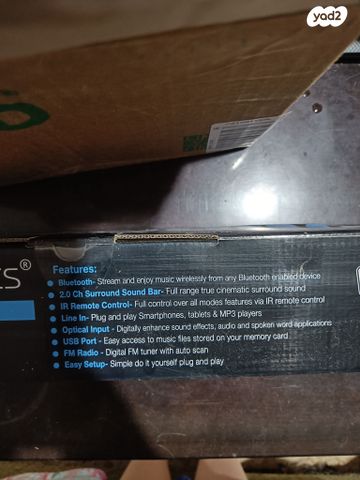 yad2
ES®
Features:
• Bluetooth- Stream and enjoy music wirelessly from any Bluetooth enabled device
• 2.0 Ch Surround Sound Bar- Full range true cinematic surround sound
• IR Remote Control- Full control over all modes features via IR remote control
• Line In- Plug and play Smartphones, tablets & MP3 players
• Optical Input - Digitally enhance sound effects, audio and spoken word applications
• USB Port - Easy access to music files stored on your memory card
• FM Radio - Digital FM tuner with auto scan
• Easy Setup- Simple do it yourself plug and play